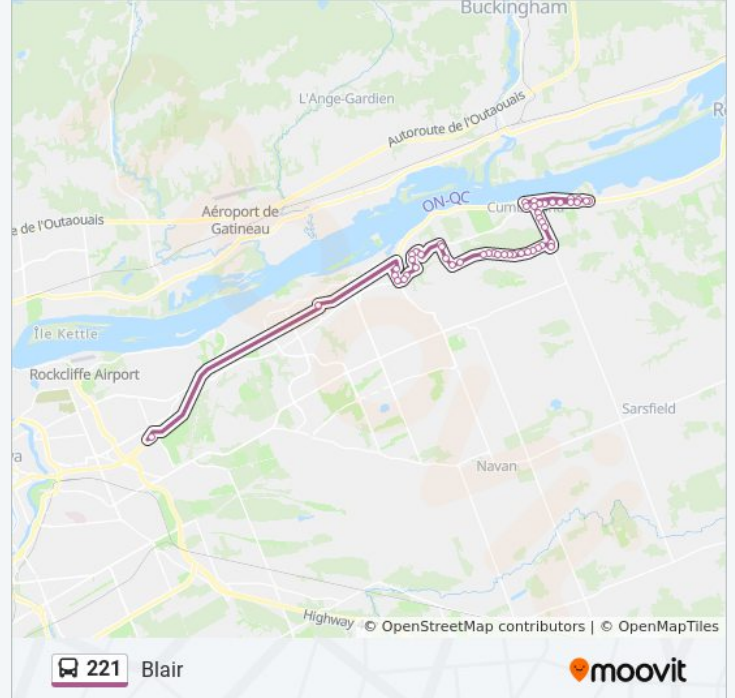 Buckingham
L'Ange-Gardien
Autoroute de l'Outaouais
R
ON-QC
Aéroport de
Gatineau
e de l'Outaouais
Île Kettle
Rockcliffe Airport
Sarsfield
a
Navan
Highway
© OpenStreetMap contributors | © OpenMapTiles
221 Blair
moovit